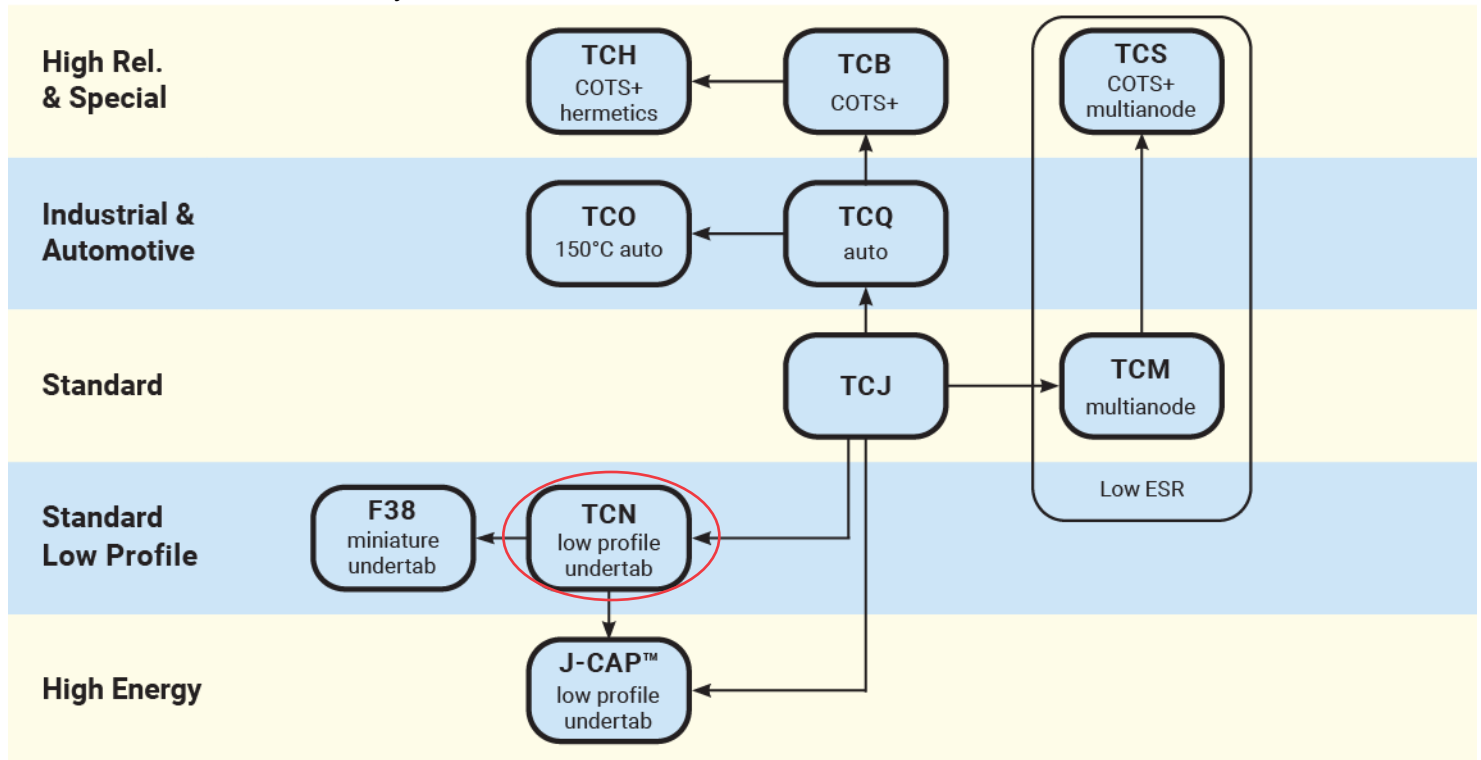 High Rel.
& Special
TCH
COTS+
hermetics
TCB
COTS+
TCS
COTS+
multianode
Industrial &
Automotive
TCO
150°C auto
TCQ
auto
Standard
TCJ
TCM
multianode
Low ESR
Standard
Low Profile
F38
miniature
undertab
TCN
low profile
undertab
High Energy
J-CAP™
low profile
undertab